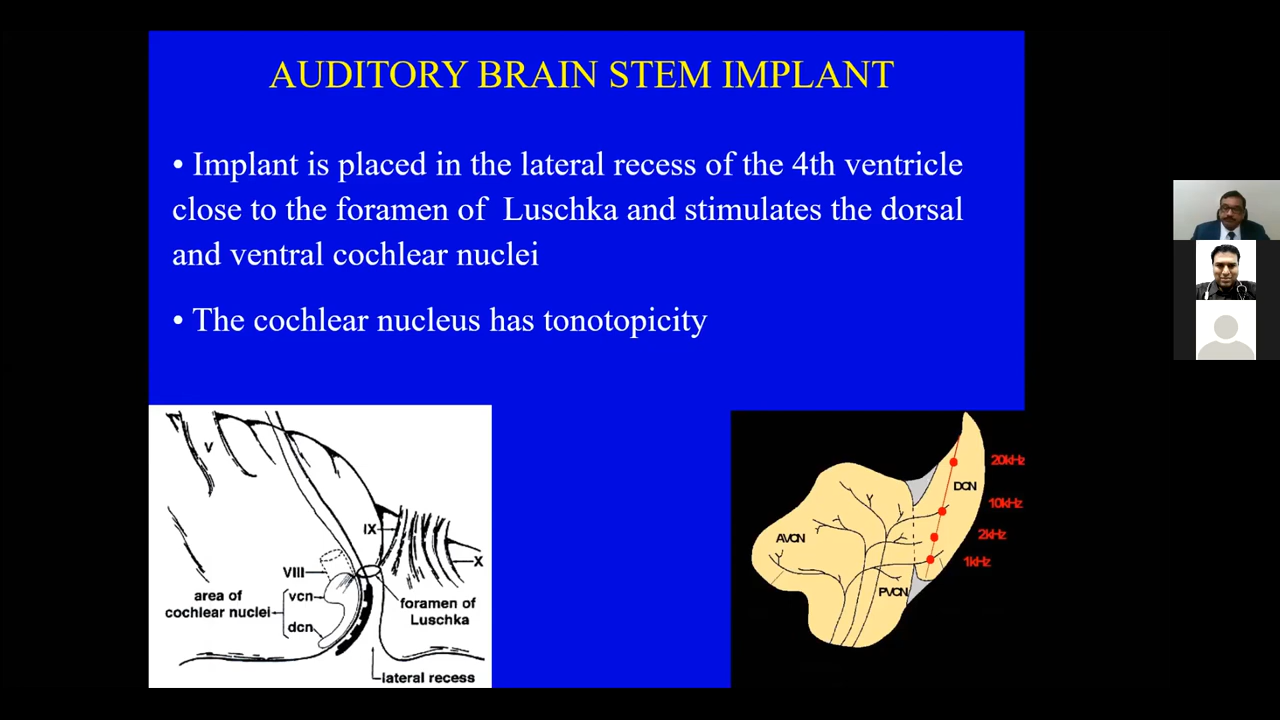 AUDITORY BRAIN STEM IMPLANT
• Implant is placed in the lateral recess of the 4th ventricle
close to the foramen of Luschka and stimulates the dorsal
and ventral cochlear nuclei
• The cochlear nucleus has tonotopicity
V
IX
X
VIII
area of
cochlear nuclei
vcn
dcn
foramen of
Luschka
lateral recess
20kHz
DCN
10kHz
AVCN
2kHz
1kHz
PVCN